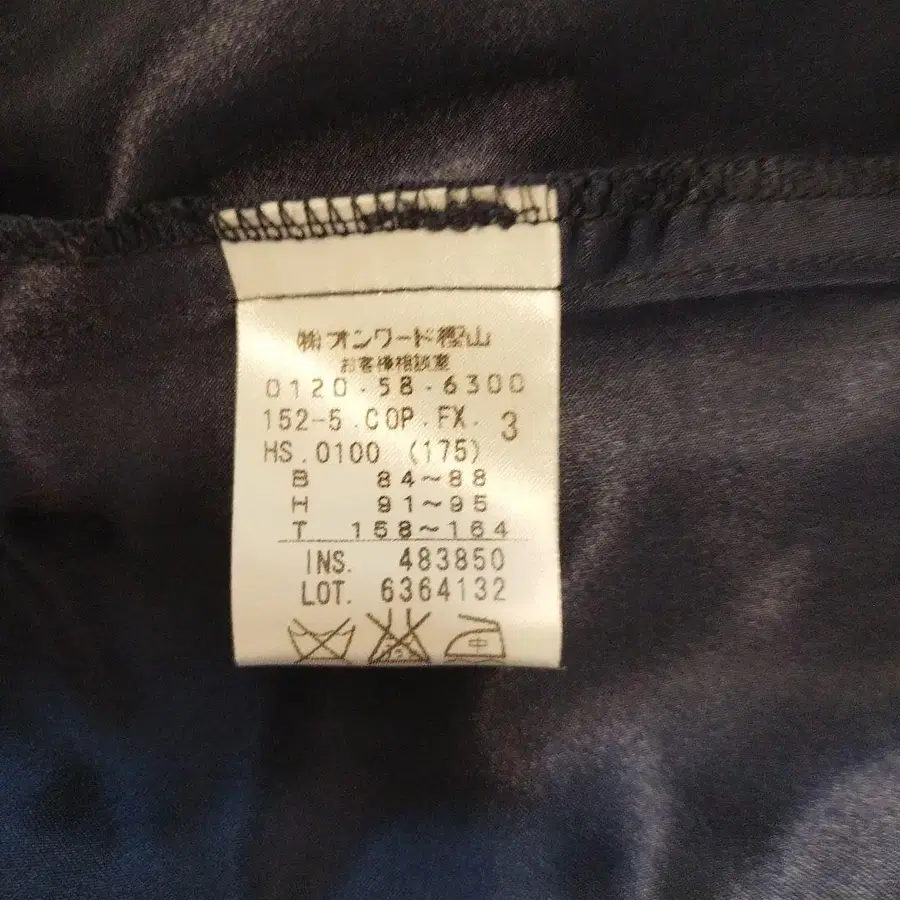 ㈱オンワード樫山
お客様相談室
0120・58・6300
152-5.COP.FX. 3
HS.0100 (175)
B 84〜88
H 91〜95
T 158〜164
INS. 483850
LOT. 6364132
中